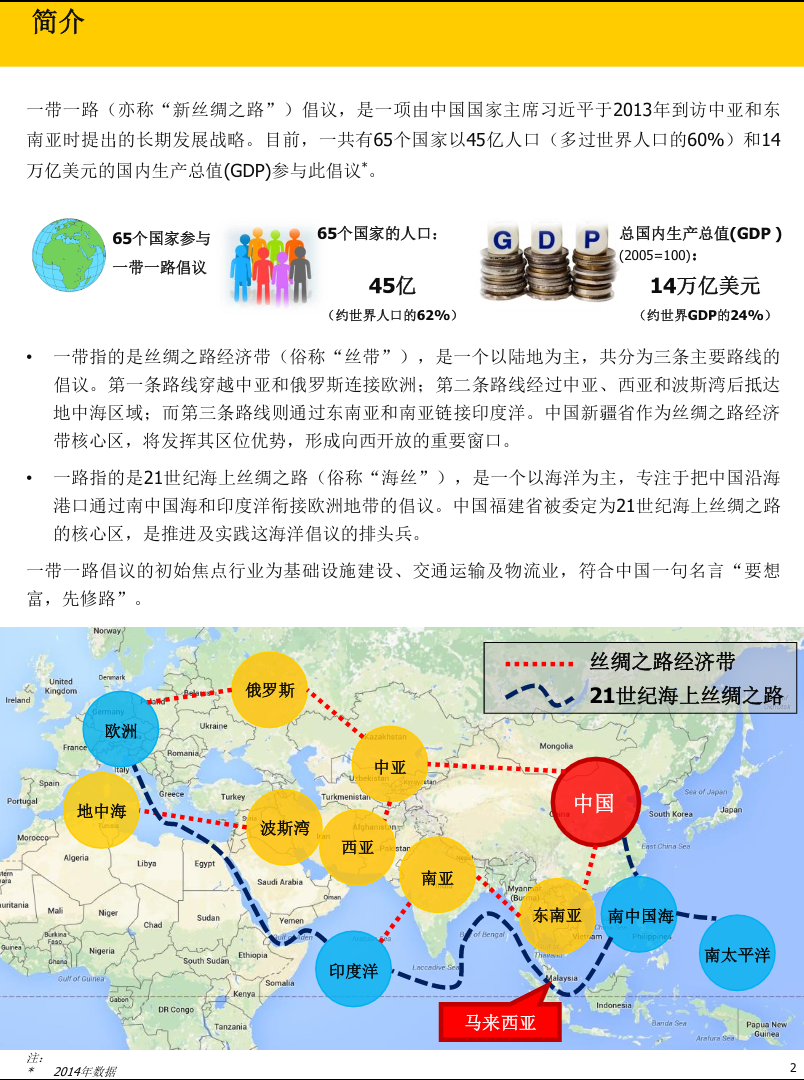 简介
一带一路（亦称“新丝绸之路”）倡议，是一项由中国国家主席习近平于2013年到访中亚和东
南亚时提出的长期发展战略。目前，一共有65个国家以45亿人口（多过世界人口的60%）和14
万亿美元的国内生产总值(GDP)参与此倡议*。
65个国家参与
一带一路倡议
65个国家的人口：
45亿
（约世界人口的62%）
G D P
总国内生产总值(GDP )
(2005=100)：
14万亿美元
（约世界GDP的24%）
• 一带指的是丝绸之路经济带（俗称“丝带”），是一个以陆地为主，共分为三条主要路线的
倡议。第一条路线穿越中亚和俄罗斯连接欧洲；第二条路线经过中亚、西亚和波斯湾后抵达
地中海区域；而第三条路线则通过东南亚和南亚链接印度洋。中国新疆省作为丝绸之路经济
带核心区，将发挥其区位优势，形成向西开放的重要窗口。
• 一路指的是21世纪海上丝绸之路（俗称“海丝”），是一个以海洋为主，专注于把中国沿海
港口通过南中国海和印度洋衔接欧洲地带的倡议。中国福建省被委定为21世纪海上丝绸之路
的核心区，是推进及实践这海洋倡议的排头兵。
一带一路倡议的初始焦点行业为基础设施建设、交通运输及物流业，符合中国一句名言“要想
富，先修路”。
丝绸之路经济带
21世纪海上丝绸之路
Norway
Denmark
United
Kingdom
Ireland
Germany
俄罗斯
欧洲
Ukraine
France
Romania
Italy
Kazakhstan
中亚
Mongolia
中国
Spain
Portugal
Greece
Turkey
Turkmenistan
Sea of Japan
Japan
South Korea
地中海
波斯湾
西亚
Afghanistan
Pakistan
Morocco
Algeria
Libya
Egypt
East China Sea
南亚
Saudi Arabia
Oman
Myanmar
(Burma)
东南亚
南中国海
Vietnam
Philippines
Mali
Niger
Chad
Sudan
Yemen
Gulf of Aden
Bay of Bengal
Thailand
Burkina
Faso
Guinea
Ghana
Nigeria
South Sudan
Ethiopia
Somalia
印度洋
Laccadive Sea
南太平洋
Malaysia
Gulf of Guinea
Gabon
Kenya
DR Congo
Tanzania
马来西亚
Indonesia
Banda Sea
Arafura Sea
Papua New
Guinea
注：
* 2014年数据
2